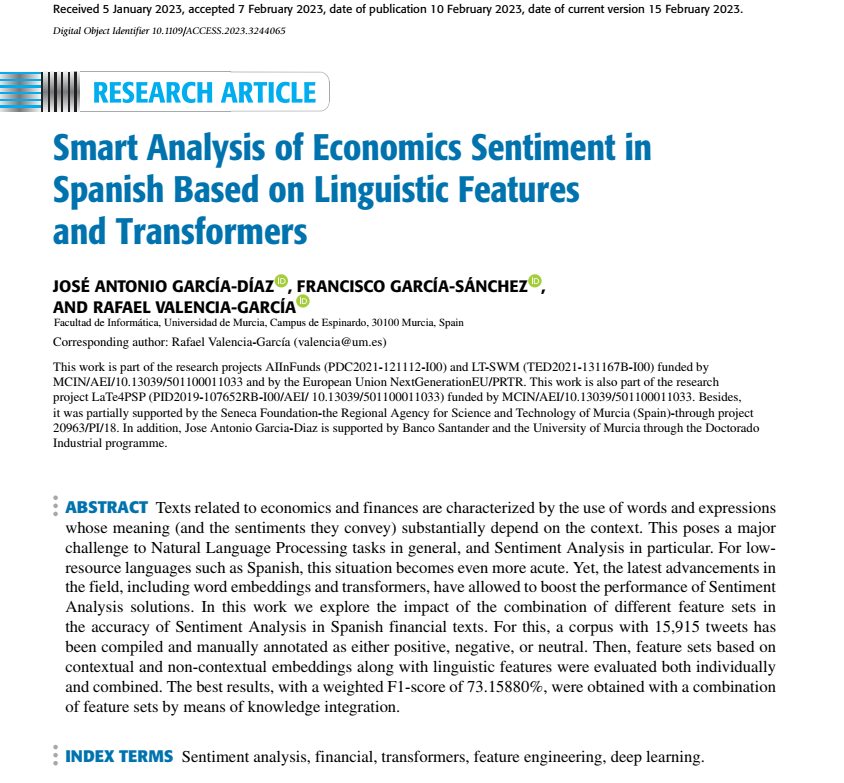 Received 5 January 2023, accepted 7 February 2023, date of publication 10 February 2023, date of current version 15 February 2023.
Digital Object Identifier 10.1109/ACCESS.2023.3244065
RESEARCH ARTICLE
Smart Analysis of Economics Sentiment in
Spanish Based on Linguistic Features
and Transformers
JOSÉ ANTONIO GARCÍA-DÍAZ iD, FRANCISCO GARCÍA-SÁNCHEZ iD,
AND RAFAEL VALENCIA-GARCÍA iD
Facultad de Informática, Universidad de Murcia, Campus de Espinardo, 30100 Murcia, Spain
Corresponding author: Rafael Valencia-García (valencia@um.es)
This work is part of the research projects AIInFunds (PDC2021-121112-I00) and LT-SWM (TED2021-131167B-I00) funded by
MCIN/AEI/10.13039/501100011033 and by the European Union NextGenerationEU/PRTR. This work is also part of the research
project LaTe4PSP (PID2019-107652RB-I00/AEI/ 10.13039/501100011033) funded by MCIN/AEI/10.13039/501100011033. Besides,
it was partially supported by the Seneca Foundation-the Regional Agency for Science and Technology of Murcia (Spain)-through project
20963/PI/18. In addition, Jose Antonio Garcia-Diaz is supported by Banco Santander and the University of Murcia through the Doctorado
Industrial programme.
ABSTRACT Texts related to economics and finances are characterized by the use of words and expressions
whose meaning (and the sentiments they convey) substantially depend on the context. This poses a major
challenge to Natural Language Processing tasks in general, and Sentiment Analysis in particular. For low-
resource languages such as Spanish, this situation becomes even more acute. Yet, the latest advancements in
the field, including word embeddings and transformers, have allowed to boost the performance of Sentiment
Analysis solutions. In this work we explore the impact of the combination of different feature sets in
the accuracy of Sentiment Analysis in Spanish financial texts. For this, a corpus with 15,915 tweets has
been compiled and manually annotated as either positive, negative, or neutral. Then, feature sets based on
contextual and non-contextual embeddings along with linguistic features were evaluated both individually
and combined. The best results, with a weighted F1-score of 73.15880%, were obtained with a combination
of feature sets by means of knowledge integration.
INDEX TERMS Sentiment analysis, financial, transformers, feature engineering, deep learning.